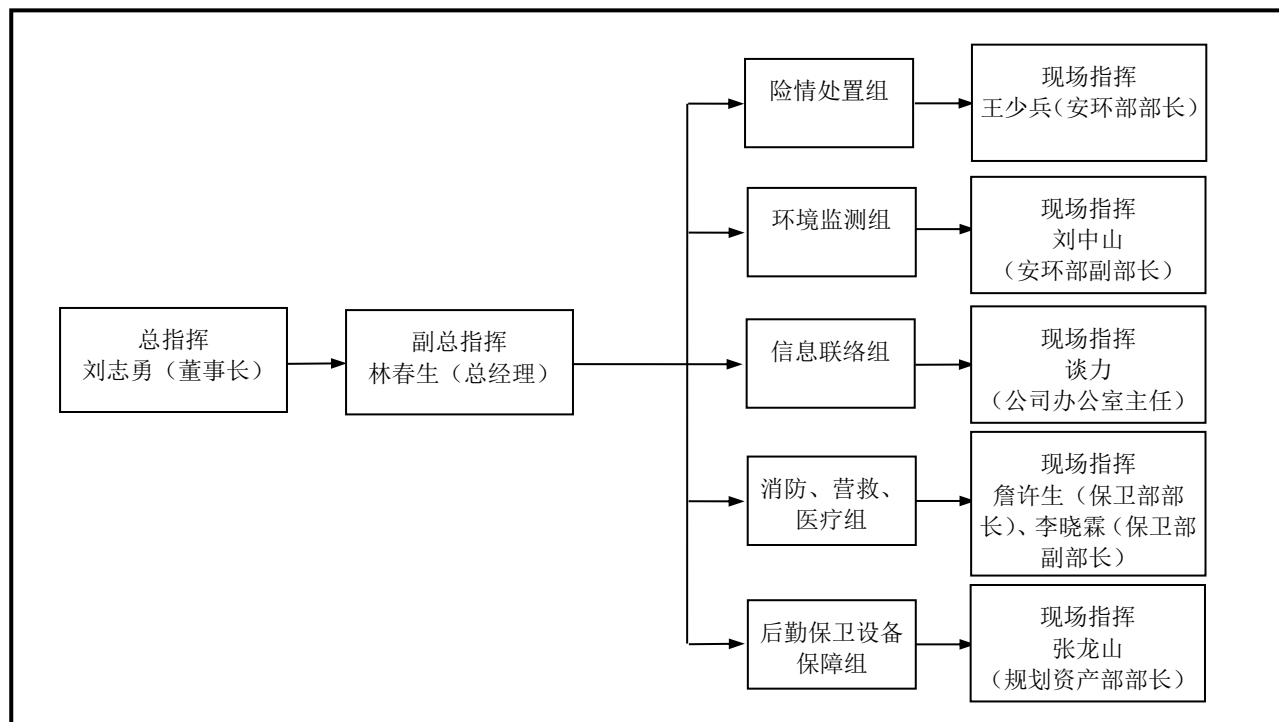 总指挥
刘志勇（董事长）
副总指挥
林春生（总经理）
险情处置组
现场指挥
王少兵（安环部部长）
环境监测组
现场指挥
刘中山
（安环部副部长）
信息联络组
现场指挥
谈力
（公司办公室主任）
消防、营救、
医疗组
现场指挥
詹许生（保卫部部
长）、李晓霖（保卫部
副部长）
后勤保卫设备
保障组
现场指挥
张龙山
（规划资产部部长）